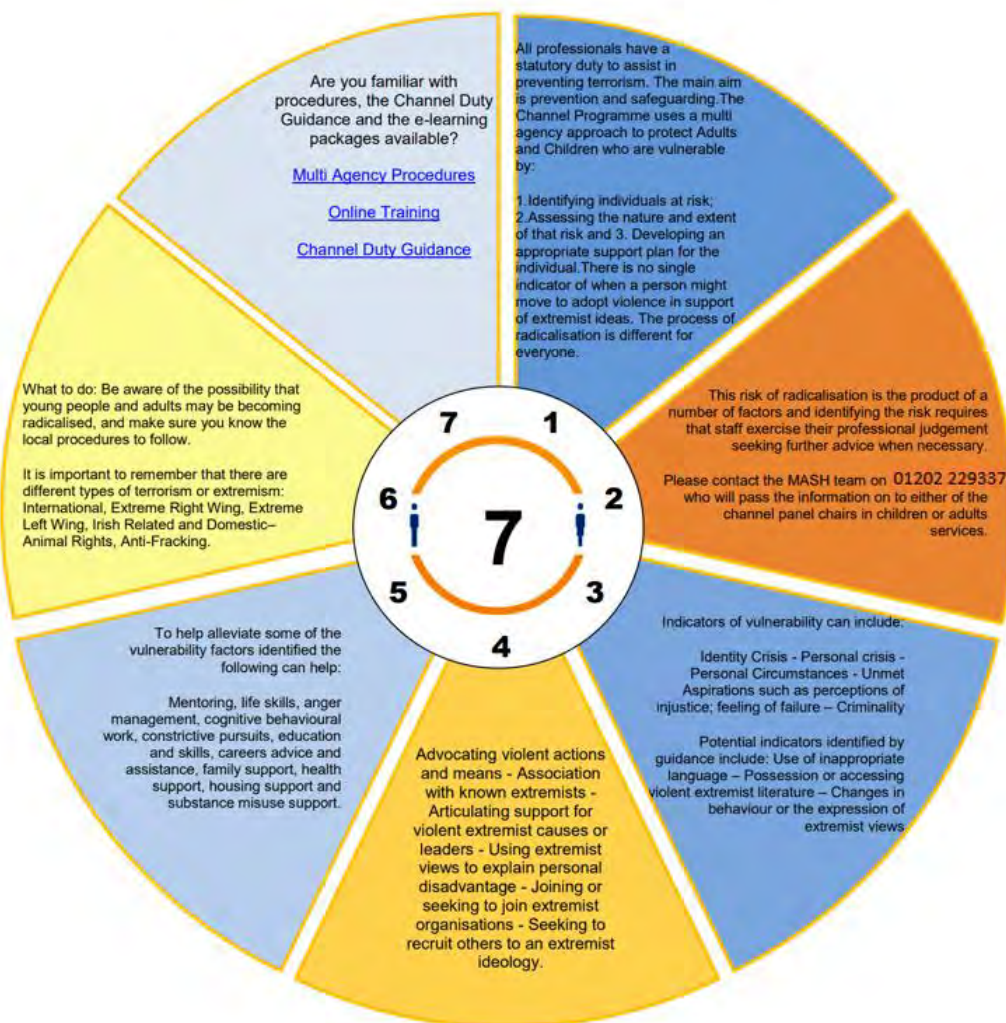 All professionals have a
statutory duty to assist in
preventing terrorism. The main aim
is prevention and safeguarding.The
Channel Programme uses a multi
agency approach to protect Adults
and Children who are vulnerable
by:
1.Identifying individuals at risk;
2.Assessing the nature and extent
of that risk and 3. Developing an
appropriate support plan for the
individual.There is no single
indicator of when a person might
move to adopt violence in support
of extremist ideas. The process of
radicalisation is different for
everyone.
This risk of radicalisation is the product of a
number of factors and identifying the risk requires
that staff exercise their professional judgement
seeking further advice when necessary.
Please contact the MASH team on 01202 229337
who will pass the information on to either of the
channel panel chairs in children or adults
services.
Indicators of vulnerability can include:
Identity Crisis - Personal crisis -
Personal Circumstances - Unmet
Aspirations such as perceptions of
injustice; feeling of failure – Criminality
Potential indicators identified by
guidance include: Use of inappropriate
language – Possession or accessing
violent extremist literature – Changes in
behaviour or the expression of
extremist views
Advocating violent actions
and means - Association
with known extremists -
Articulating support for
violent extremist causes or
leaders - Using extremist
views to explain personal
disadvantage - Joining or
seeking to join extremist
organisations - Seeking to
recruit others to an extremist
ideology.
To help alleviate some of the
vulnerability factors identified the
following can help:
Mentoring, life skills, anger
management, cognitive behavioural
work, constrictive pursuits, education
and skills, careers advice and
assistance, family support, health
support, housing support and
substance misuse support.
What to do: Be aware of the possibility that
young people and adults may be becoming
radicalised, and make sure you know the
local procedures to follow.
It is important to remember that there are
different types of terrorism or extremism:
International, Extreme Right Wing, Extreme
Left Wing, Irish Related and Domestic–
Animal Rights, Anti-Fracking.
Are you familiar with
procedures, the Channel Duty
Guidance and the e-learning
packages available?
Multi Agency Procedures
Online Training
Channel Duty Guidance
1
2
3
4
5
6
7
7